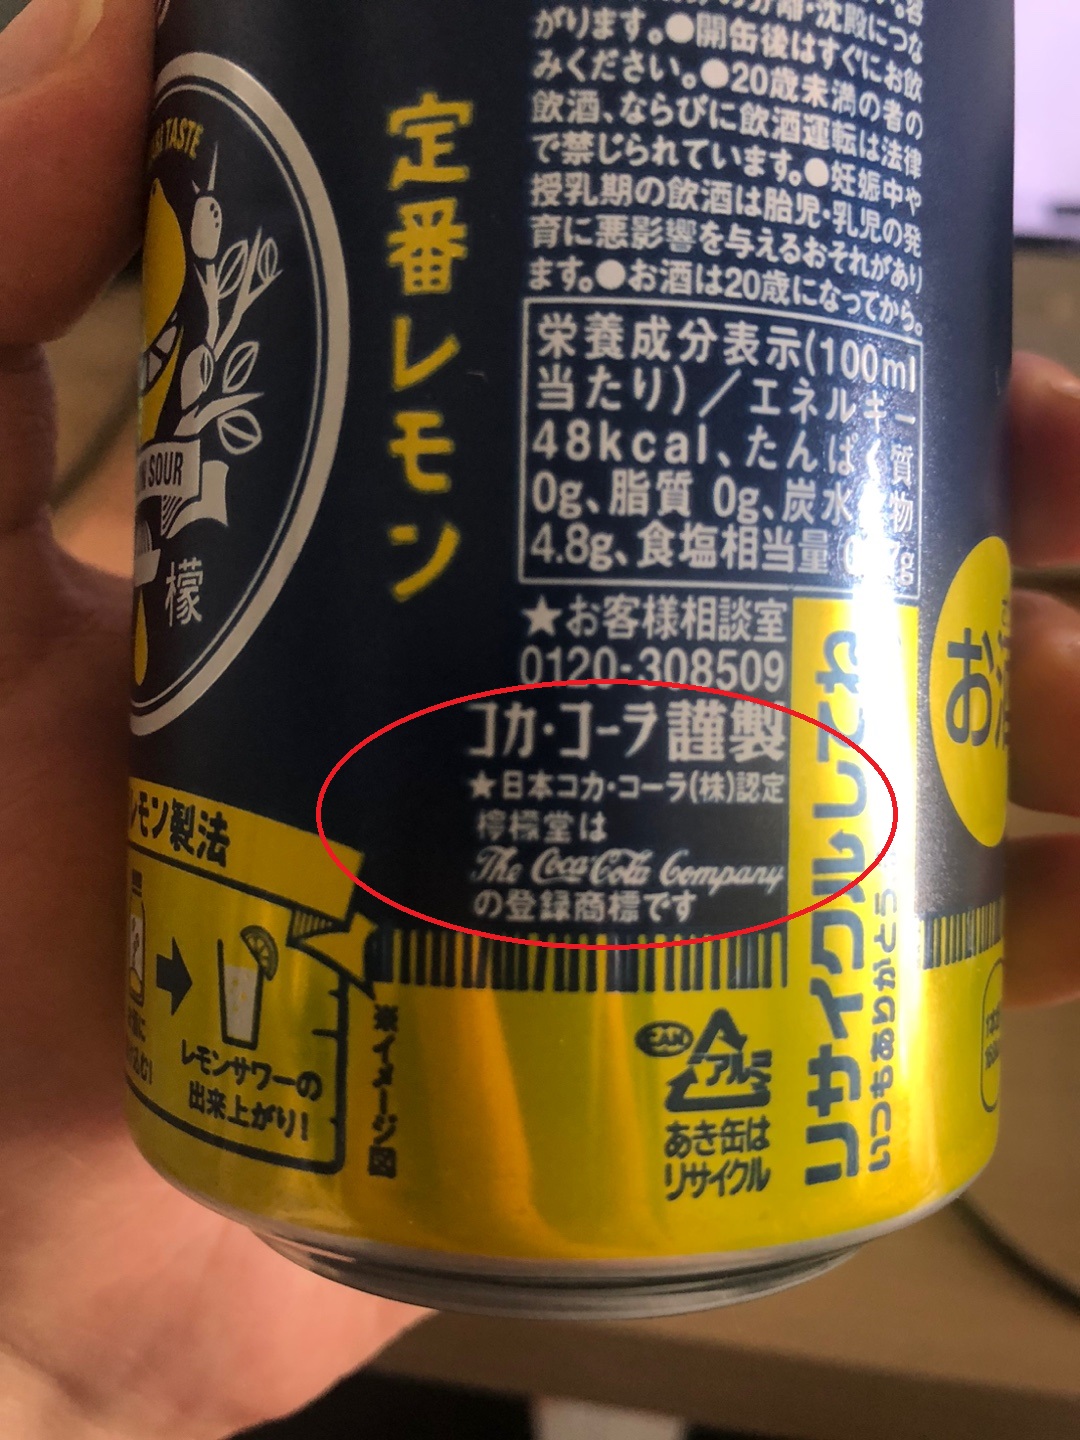 TASTE
SOUR
檬
定番レモン
がります。●開缶後はすぐにお飲
みください。●20歳未満の者の
飲酒、ならびに飲酒運転は法律
で禁じられています。●妊娠中や
授乳期の飲酒は胎児・乳児の発
育に悪影響を与えるおそれがあり
ます。●お酒は20歳になってから。
栄養成分表示(100ml
当たり)/エネルギー
48kcal、たんぱく質
0g、脂質 0g、炭水化物
4.8g、食塩相当量
★お客様相談室
0120-308509
コカ・コーラ謹製
★日本コカ・コーラ(株)認定
檸檬堂は
The Coca-Cola Company
の登録商標です
リサイクルしてね
いつもありがとう
お酒
レモン製法
レモンサワーの
出来上がり!
※イメージ図
CAN
アルミ
あき缶は
リサイクル